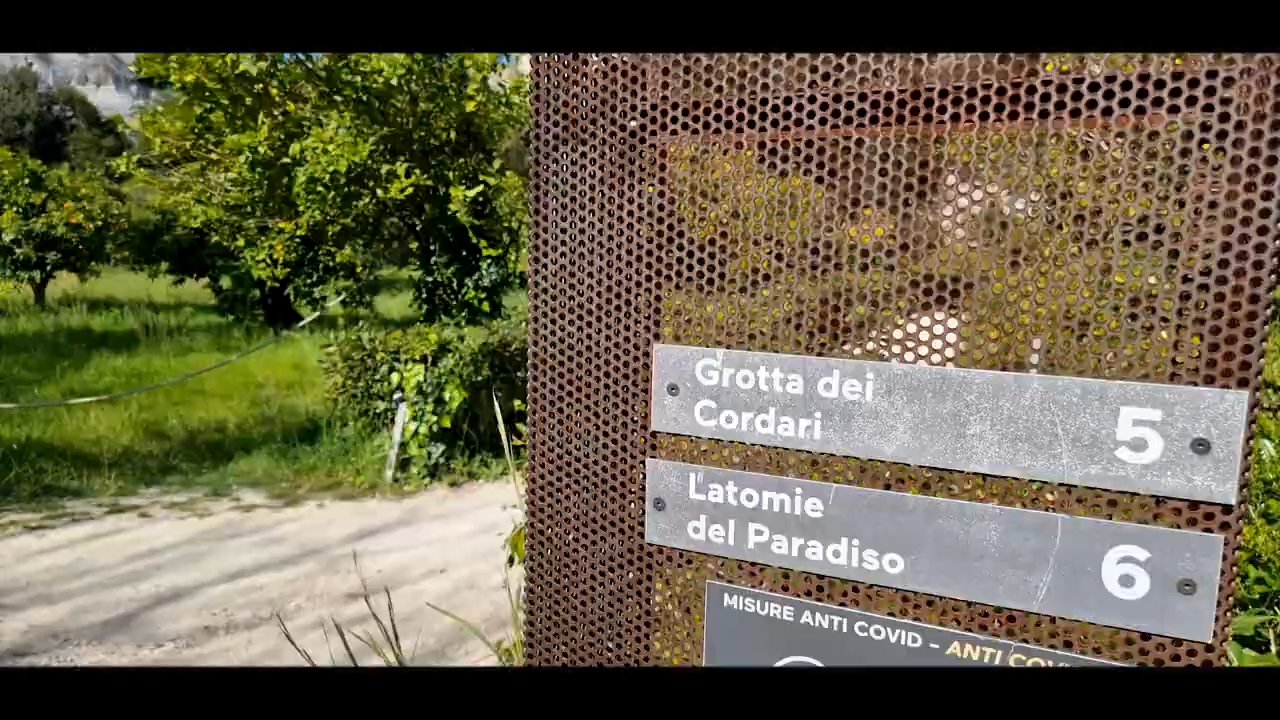 Grotta dei
Cordari
5
Latomie
del Paradiso
6
MISURE ANTI COVID - ANTI